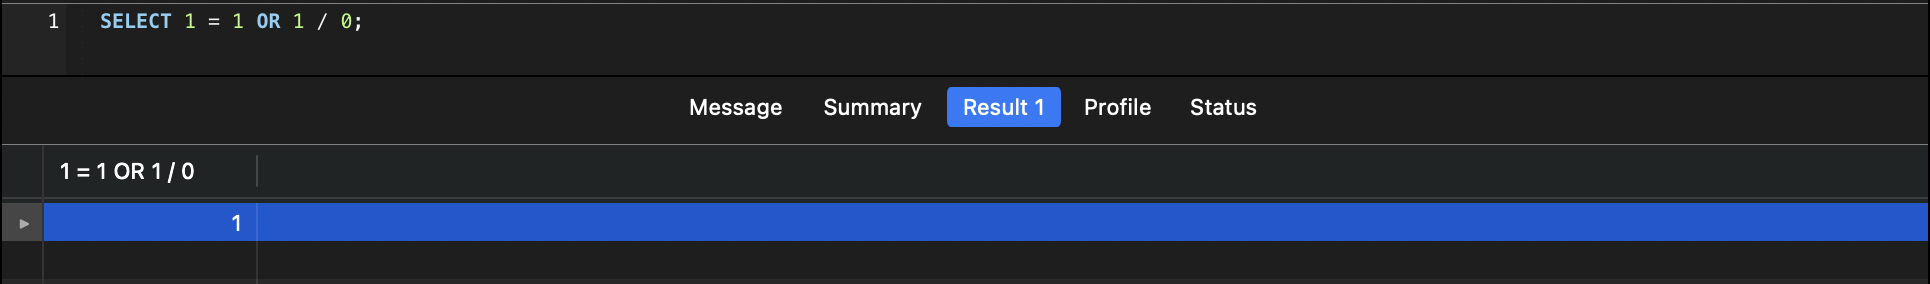 1 SELECT 1 = 1 OR 1 / 0;
Message Summary Result 1 Profile Status
1 = 1 OR 1 / 0
1